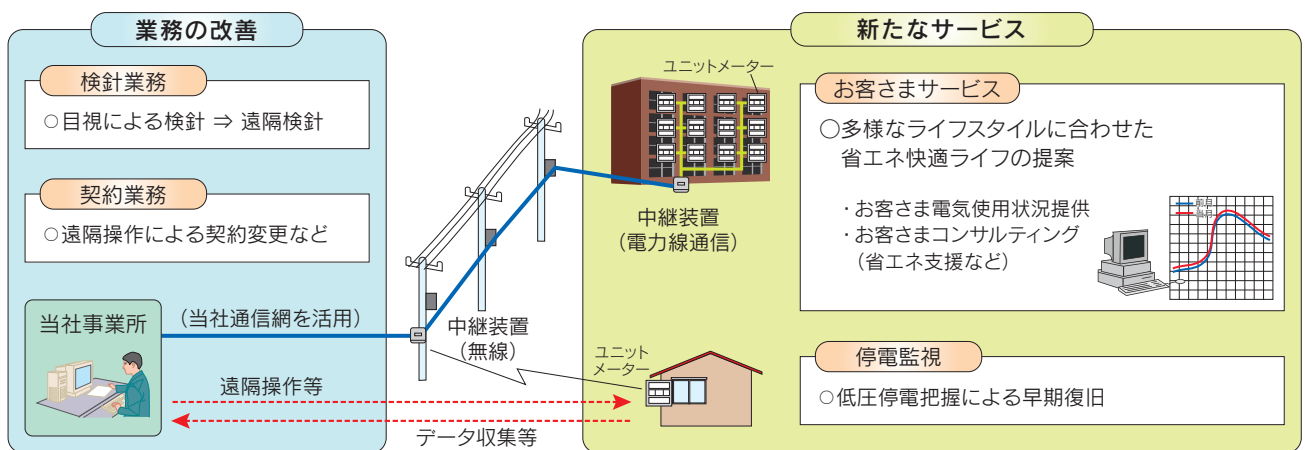 業務の改善
検針業務
○目視による検針 ⇒ 遠隔検針
契約業務
○遠隔操作による契約変更など
当社事業所
(当社通信網を活用)
遠隔操作等
データ収集等
中継装置
(無線)
新たなサービス
ユニットメーター
中継装置
(電力線通信)
ユニット
メーター
お客さまサービス
○多様なライフスタイルに合わせた
省エネ快適ライフの提案
・お客さま電気使用状況提供
・お客さまコンサルティング
(省エネ支援など)
前月
当月
停電監視
○低圧停電把握による早期復旧